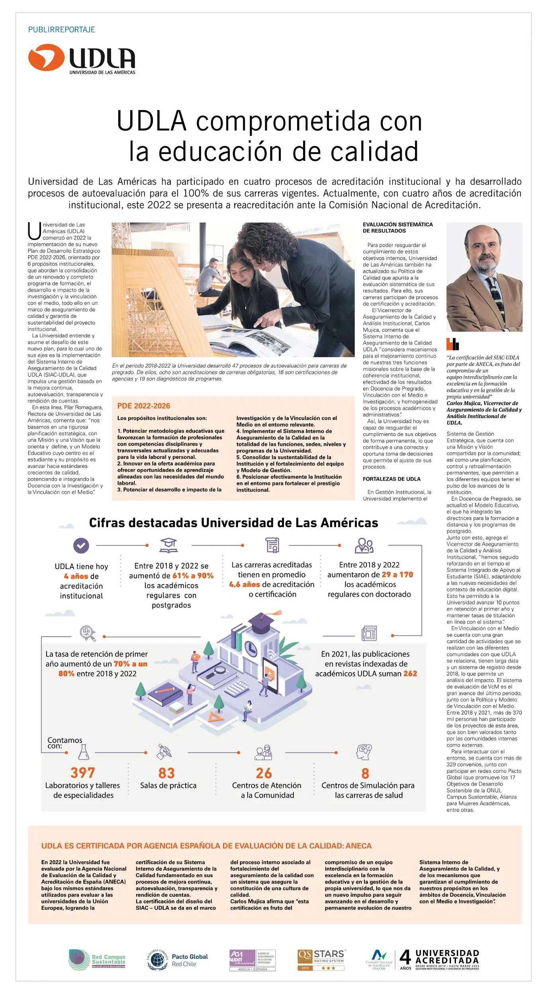 PUBLIRREPORTAJE
UDLA
UNIVERSIDAD DE LAS AMÉRICAS
UDLA comprometida con
la educación de calidad
Universidad de Las Américas ha participado en cuatro procesos de acreditación institucional y ha desarrollado
procesos de autoevaluación para el 100% de sus carreras vigentes. Actualmente, con cuatro años de acreditación
institucional, este 2022 se presenta a reacreditación ante la Comisión Nacional de Acreditación.
Universidad de Las
Américas (UDLA)
comenzó en 2022 la
implementación de su nuevo
Plan de Desarrollo Estratégico
PDE 2022-2026, orientado por
6 propósitos institucionales,
que abordan la consolidación
de un renovado y completo
programa de formación, el
desarrollo e impacto de la
investigación y la vinculación
con el medio, todo ello en un
marco de aseguramiento de
calidad y garantía de
sustentabilidad del proyecto
institucional.
La Universidad entiende y
asume el desafío de este
nuevo plan, para lo cual uno de
sus ejes es la implementación
del Sistema Interno de
Aseguramiento de la Calidad
UDLA (SIAC-UDLA), que
impulsa una gestión basada en
la mejora continua,
autoevaluación, transparencia y
rendición de cuentas.
En esta línea, Pilar Romaguera,
Rectora de Universidad de Las
Américas, comenta que: “nos
basamos en una rigurosa
planificación estratégica, con
una Misión y una Visión que la
orienta y define, y un Modelo
Educativo cuyo centro es el
estudiante y su propósito es
avanzar hacia estándares
crecientes de calidad,
potenciando e integrando la
Docencia con la Investigación y
la Vinculación con el Medio”.
En el período 2018-2022 la Universidad desarrolló 47 procesos de autoevaluación para carreras de
pregrado. De ellos, ocho son acreditaciones de carreras obligatorias, 16 son certificaciones de
agencias y 19 son diagnósticos de programas.
PDE 2022-2026
Los propósitos institucionales son:
1. Potenciar metodologías educativas que
favorezcan la formación de profesionales
con competencias disciplinares y
transversales actualizadas y adecuadas
para la vida laboral y personal.
2. Innovar en la oferta académica para
ofrecer oportunidades de aprendizaje
alineadas con las necesidades del mundo
laboral.
3. Potenciar el desarrollo e impacto de la
Investigación y de la Vinculación con el
Medio en el entorno relevante.
4. Implementar el Sistema Interno de
Aseguramiento de la Calidad en la
totalidad de las funciones, sedes, niveles y
programas de la Universidad.
5. Consolidar la sustentabilidad de la
Institución y el fortalecimiento del equipo
y Modelo de Gestión.
6. Posicionar efectivamente la Institución
en el entorno para fortalecer el prestigio
institucional.
EVALUACIÓN SISTEMÁTICA
DE RESULTADOS
Para poder resguardar el
cumplimiento de estos
objetivos internos, Universidad
de Las Américas también ha
actualizado su Política de
Calidad que apunta a la
evaluación sistemática de sus
resultados. Para ello, sus
carreras participan de procesos
de certificación y acreditación.
El Vicerrector de
Aseguramiento de la Calidad y
Análisis Institucional, Carlos
Mujica, comenta que el
Sistema Interno de
Aseguramiento de la Calidad
UDLA “considera mecanismos
para el mejoramiento continuo
de nuestras tres funciones
misionales sobre la base de la
coherencia institucional,
efectividad de los resultados
en Docencia de Pregrado,
Vinculación con el Medio e
Investigación, y homogeneidad
de los procesos académicos y
administrativos”.
Así, la Universidad hoy es
capaz de resguardar el
cumplimiento de sus objetivos
de forma permanente, lo que
contribuye a una correcta y
oportuna toma de decisiones
que permite el ajuste de sus
procesos.
FORTALEZAS DE UDLA
En Gestión Institucional, la
Universidad implementó el
“La certificación del SIAC-UDLA
por parte de ANECA, es fruto del
compromiso de un
equipo interdisciplinario con la
excelencia en la formación
educativa y en la gestión de la
propia universidad”
Carlos Mujica, Vicerrector de
Aseguramiento de la Calidad y
Análisis Institucional de
UDLA.
Sistema de Gestión
Estratégica, que cuenta con
una Misión y Visión
compartidas por la comunidad;
así como una planificación,
control y retroalimentación
permanentes, que permiten a
los diferentes equipos tener el
pulso de los avances de la
institución.
En Docencia de Pregrado, se
actualizó el Modelo Educativo,
el que ha integrado las
directrices para la formación a
distancia y los programas de
postgrado.
Junto con esto, agrega el
Vicerrector de Aseguramiento
de la Calidad y Análisis
Institucional, “hemos seguido
reforzando en el tiempo el
Sistema Integrado de Apoyo al
Estudiante (SIAE), adaptándolo
a las nuevas necesidades del
contexto de educación digital.
Esto ha permitido a la
Universidad avanzar 10 puntos
en retención al primer año y
mantener tasas de titulación
en línea con el sistema”.
En Vinculación con el Medio
se cuenta con una gran
cantidad de actividades que se
realizan con las diferentes
comunidades con que UDLA
se relaciona, tienen larga data
y un sistema de registro desde
2018, lo que permite un
análisis del impacto. El sistema
de evaluación de VcM es el
gran avance del último periodo,
junto con la Política y Modelo
de Vinculación con el Medio.
Entre 2018 y 2021, más de 370
mil personas han participado
de los proyectos de esta área,
que son bien valorados tanto
por las comunidades internas
como externas.
Para interactuar con el
entorno, se cuenta con más de
329 convenios, junto con
participar en redes como Pacto
Global (que promueve los 17
Objetivos de Desarrollo
Sostenible de la ONU),
Campus Sustentable, Alianza
para Mujeres Académicas,
entre otras.
Cifras destacadas Universidad de Las Américas
UDLA tiene hoy
4 años de
acreditación
institucional
Entre 2018 y 2022 se
aumentó de 61% a 90%
los académicos
regulares con
postgrados
Las carreras acreditadas
tienen en promedio
4,6 años de acreditación
o certificación
Entre 2018 y 2022
aumentaron de 29 a 170
los académicos
regulares con doctorado
La tasa de retención de primer
año aumentó de un 70% a un
80% entre 2018 y 2022
En 2021, las publicaciones
en revistas indexadas de
académicos UDLA suman 262
Contamos
con:
397
Laboratorios y talleres
de especialidades
83
Salas de práctica
26
Centros de Atención
a la Comunidad
8
Centros de Simulación para
las carreras de salud
UDLA ES CERTIFICADA POR AGENCIA ESPAÑOLA DE EVALUACIÓN DE LA CALIDAD: ANECA
En 2022 la Universidad fue
evaluada por la Agencia Nacional
de Evaluación de la Calidad y
Acreditación de España (ANECA)
bajo los mismos estándares
utilizados para evaluar a las
universidades de la Unión
Europea, logrando la
certificación de su Sistema
Interno de Aseguramiento de la
Calidad fundamentado en sus
procesos de mejora continua,
autoevaluación, transparencia y
rendición de cuentas.
La certificación del diseño del
SIAC – UDLA se da en el marco
del proceso interno asociado al
fortalecimiento del
aseguramiento de la calidad con
un sistema que asegure la
constitución de una cultura de
calidad.
Carlos Mujica afirma que “esta
certificación es fruto del
compromiso de un equipo
interdisciplinario con la
excelencia en la formación
educativa y en la gestión de la
propia universidad, lo que nos da
un nuevo impulso para seguir
avanzando en el desarrollo y
permanente evolución de nuestro
Sistema Interno de
Aseguramiento de la Calidad, y
de los mecanismos que
garantizan el cumplimiento de
nuestros propósitos en los
ámbitos de Docencia, Vinculación
con el Medio e Investigación”.
Red Campus
Sustentable
Educación para la Sustentabilidad
UN GLOBAL COMPACT
Pacto Global
Red Chile
AUDIT
internacional
SISTEMA DE
ASEGURAMIENTO
DE LA CALIDAD
CERTIFICADO
ANECA • ESPAÑA
QS STARS™
RATING SYSTEM
2019
Comisión Nacional
de Acreditación
CNA-Chile
4
AÑOS
UNIVERSIDAD
ACREDITADA
DESDE MARZO 2019 / HASTA MARZO 2023
GESTIÓN INSTITUCIONAL Y DOCENCIA DE PREGRADO